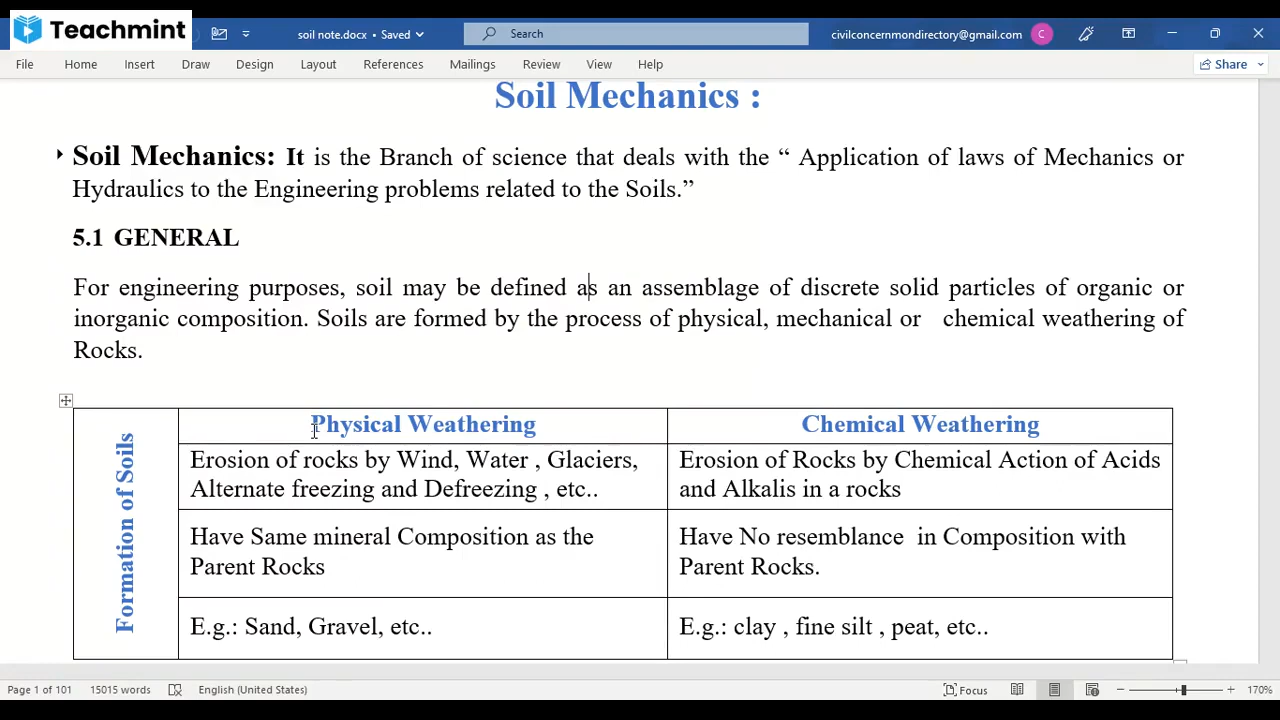 Teachmint
soil note.docx • Saved
Search
civilconcernmondirectory@gmail.com
C
File Home Insert Draw Design Layout References Mailings Review View Help
Share
Soil Mechanics :
Soil Mechanics: It is the Branch of science that deals with the “ Application of laws of Mechanics or
Hydraulics to the Engineering problems related to the Soils.”
5.1 GENERAL
For engineering purposes, soil may be defined as an assemblage of discrete solid particles of organic or
inorganic composition. Soils are formed by the process of physical, mechanical or chemical weathering of
Rocks.
Formation of Soils
Physical Weathering
Chemical Weathering
Erosion of rocks by Wind, Water , Glaciers,
Alternate freezing and Defreezing , etc..
Erosion of Rocks by Chemical Action of Acids
and Alkalis in a rocks
Have Same mineral Composition as the
Parent Rocks
Have No resemblance in Composition with
Parent Rocks.
E.g.: Sand, Gravel, etc..
E.g.: clay , fine silt , peat, etc..
Page 1 of 101
15015 words
English (United States)
Focus
170%